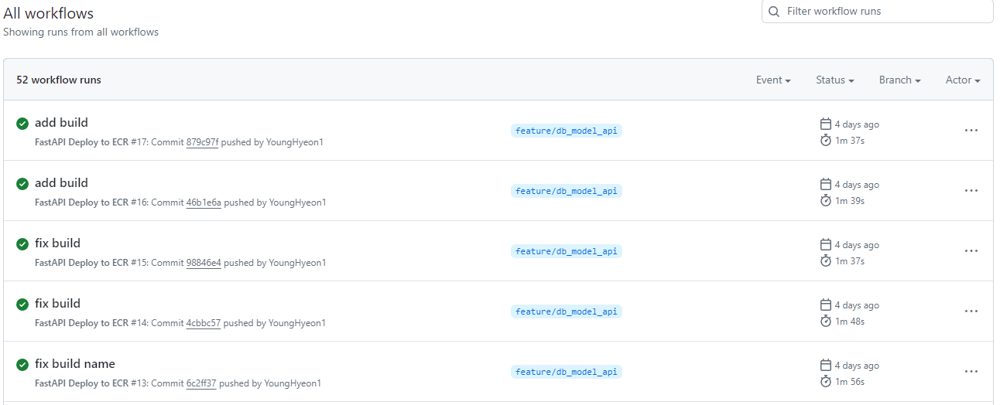 All workflows
Filter workflow runs
Showing runs from all workflows
52 workflow runs
Event
Status
Branch
Actor
add build
FastAPI Deploy to ECR #17: Commit 879c97f pushed by YoungHyeon1
feature/db_model_api
4 days ago
1m 37s
add build
FastAPI Deploy to ECR #16: Commit 46b1e6a pushed by YoungHyeon1
feature/db_model_api
4 days ago
1m 39s
fix build
FastAPI Deploy to ECR #15: Commit 98846e4 pushed by YoungHyeon1
feature/db_model_api
4 days ago
1m 37s
fix build
FastAPI Deploy to ECR #14: Commit 4cbbc57 pushed by YoungHyeon1
feature/db_model_api
4 days ago
1m 48s
fix build name
FastAPI Deploy to ECR #13: Commit 6c2ff37 pushed by YoungHyeon1
feature/db_model_api
4 days ago
1m 56s